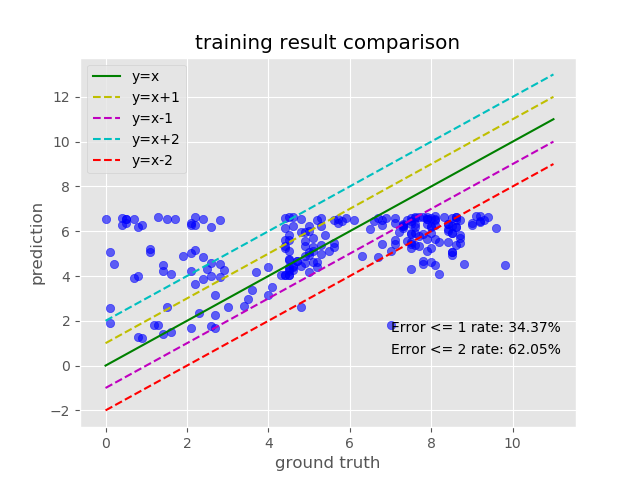 training result comparison
y=x
y=x+1
y=x-1
y=x+2
y=x-2
12
10
8
6
4
2
0
−2
prediction
Error <= 1 rate: 34.37%
Error <= 2 rate: 62.05%
0 2 4 6 8 10
ground truth